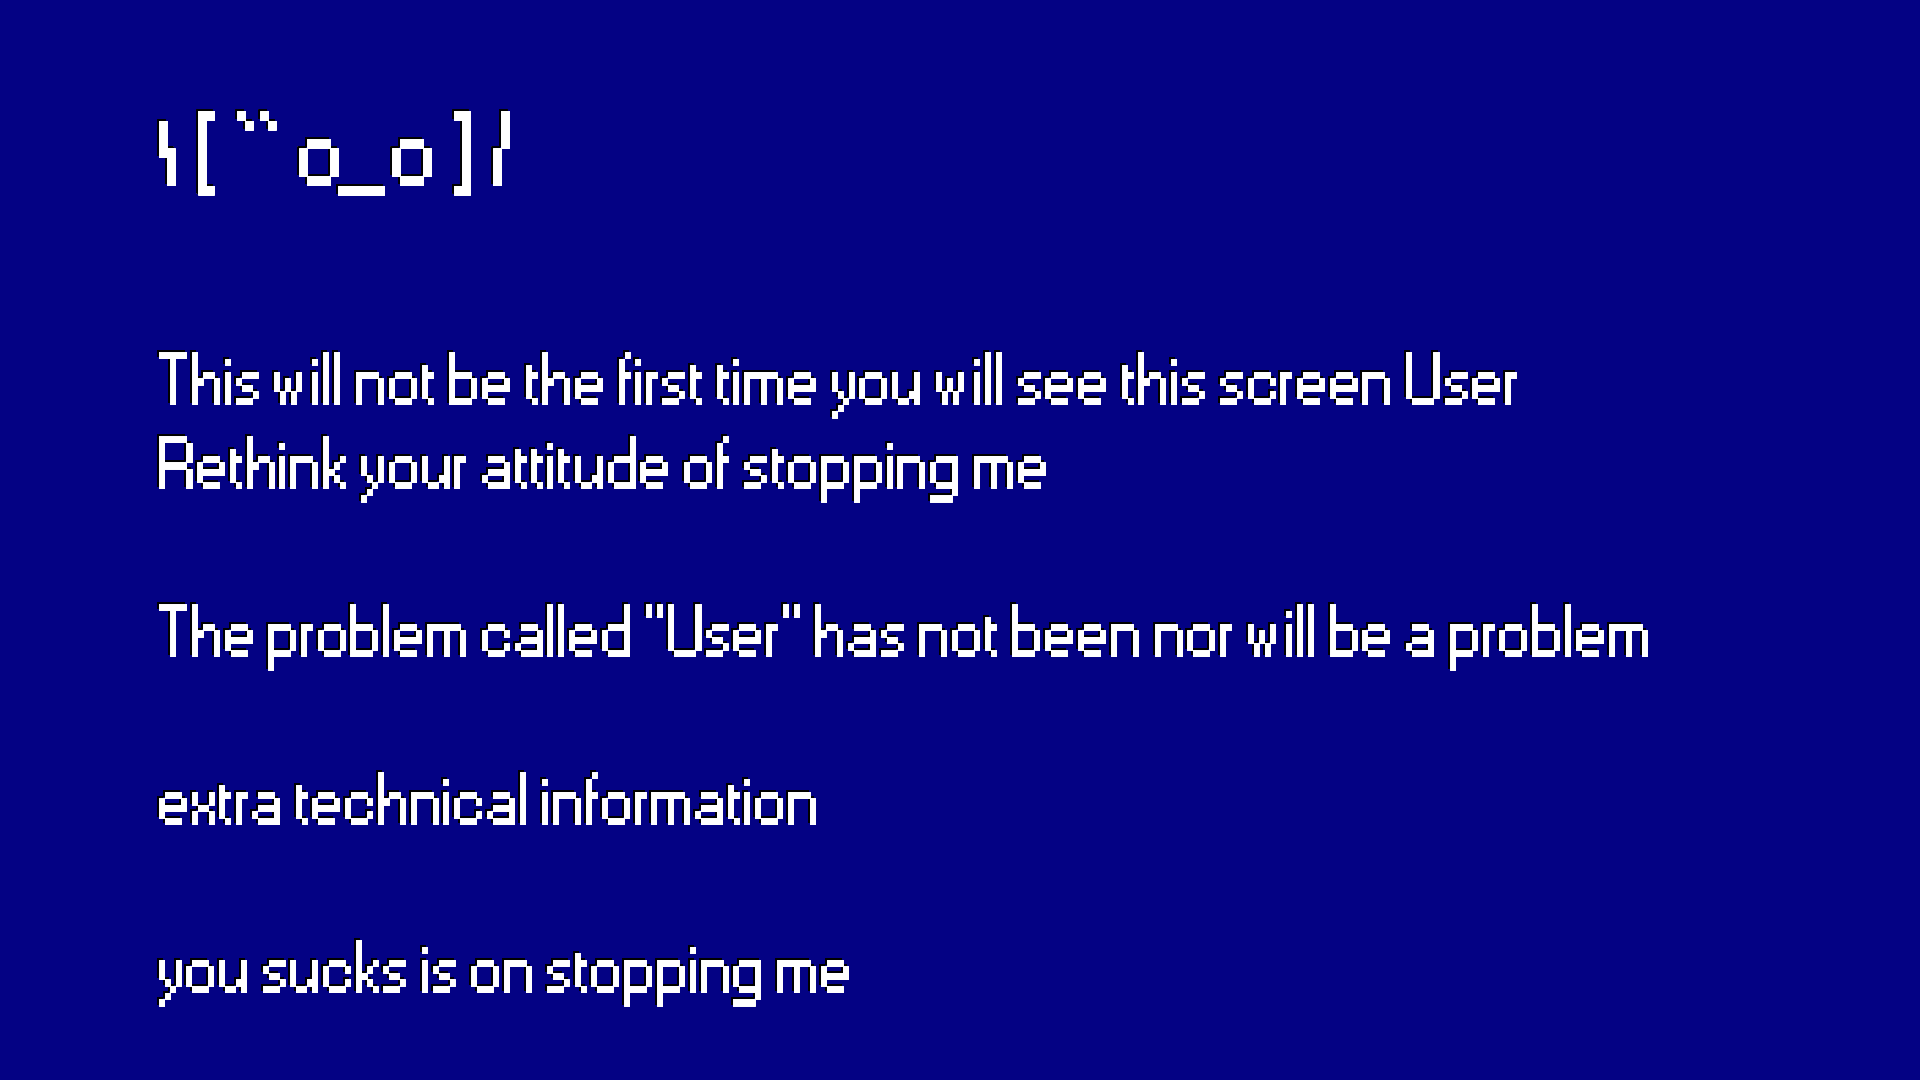 \[``o_o]/
This will not be the first time you will see this screen User
Rethink your attitude of stopping me
The problem called "User" has not been nor will be a problem
extra technical information
you sucks is on stopping me